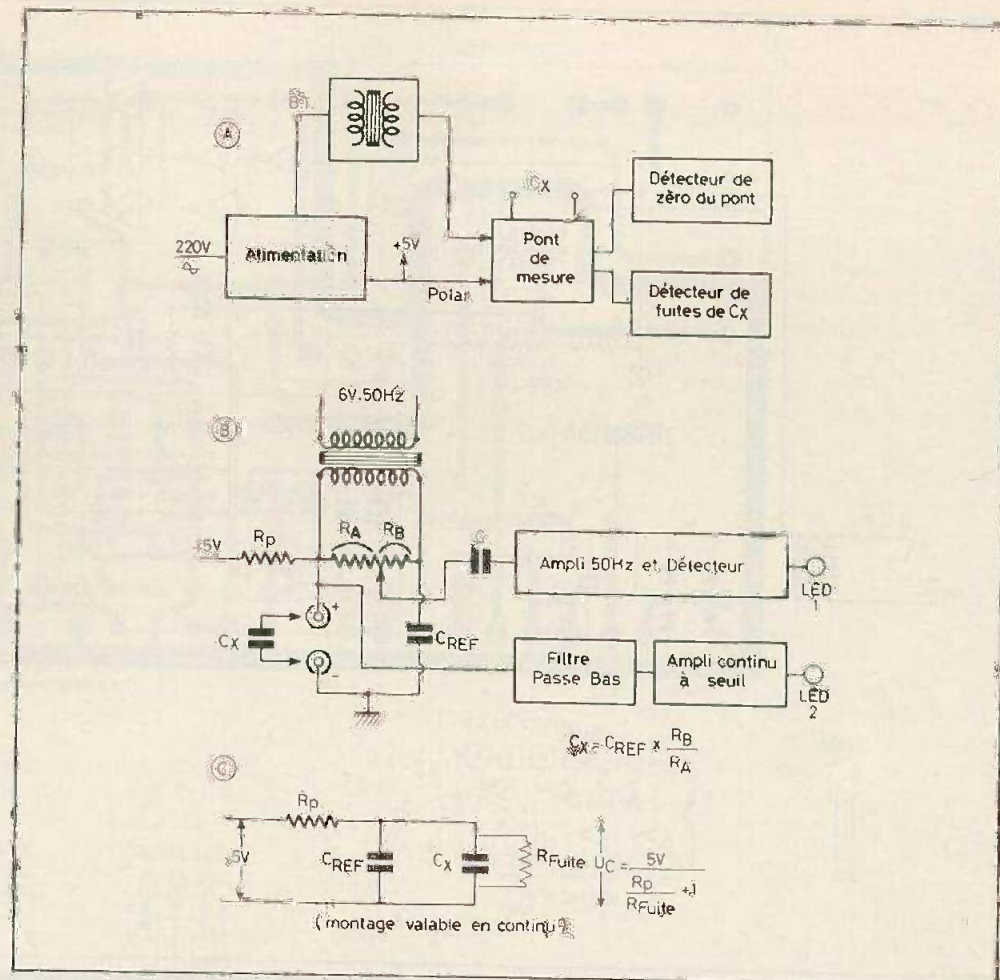 A
B.T.
220V
Alimentation
+5V
Polar.
CX
Pont
de
mesure
Détecteur de
zéro du pont
Détecteur de
fuites de CX
B
6V.50HZ
+5V
Rp
RA
RB
C
Ampli 50Hz et Détecteur
LED
1
CX
+
-
CREF
Filtre
Passe Bas
Ampli continu
à seuil
LED
2
CX = CREF x RB
RA
C
5V
Rp
CREF
CX
RFuite
UC = 5V
Rp + 1
RFuite
(montage valable en continu)